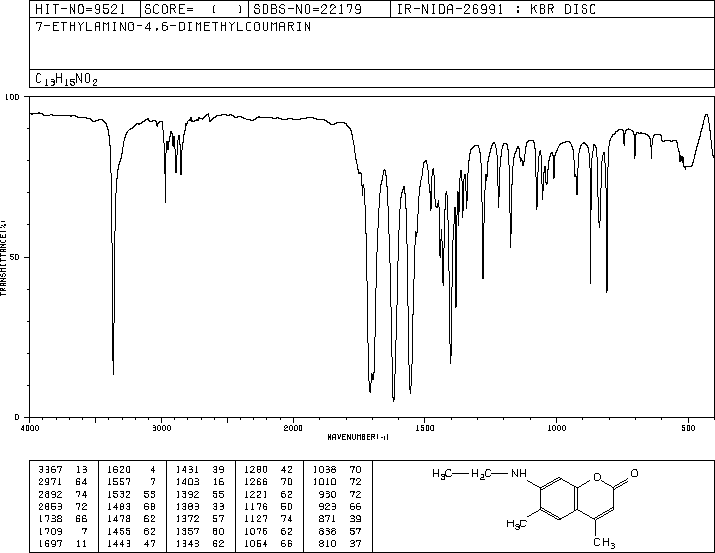 HIT-NO=9521 SCORE= ( ) SDBS-NO=22179 IR-NIDA-26991 : KBR DISC
7-ETHYLAMINO-4,6-DIMETHYLCOUMARIN
C13H15NO2
100
50
0
TRANSMITTANCE(%)
4000 3000 2000 1500 1000 500
WAVENUMBER(-1)
3367 13 1620 4 1431 39 1280 42 1038 70
2971 64 1557 7 1403 16 1266 70 1010 72
2892 74 1532 55 1392 55 1221 62 930 72
2853 72 1483 68 1383 33 1176 50 923 66
1738 66 1478 62 1372 57 1127 74 871 39
1709 7 1455 62 1357 60 1076 62 838 57
1697 11 1443 47 1343 62 1054 66 810 37
H3C H2C NH O O
H3C
CH3